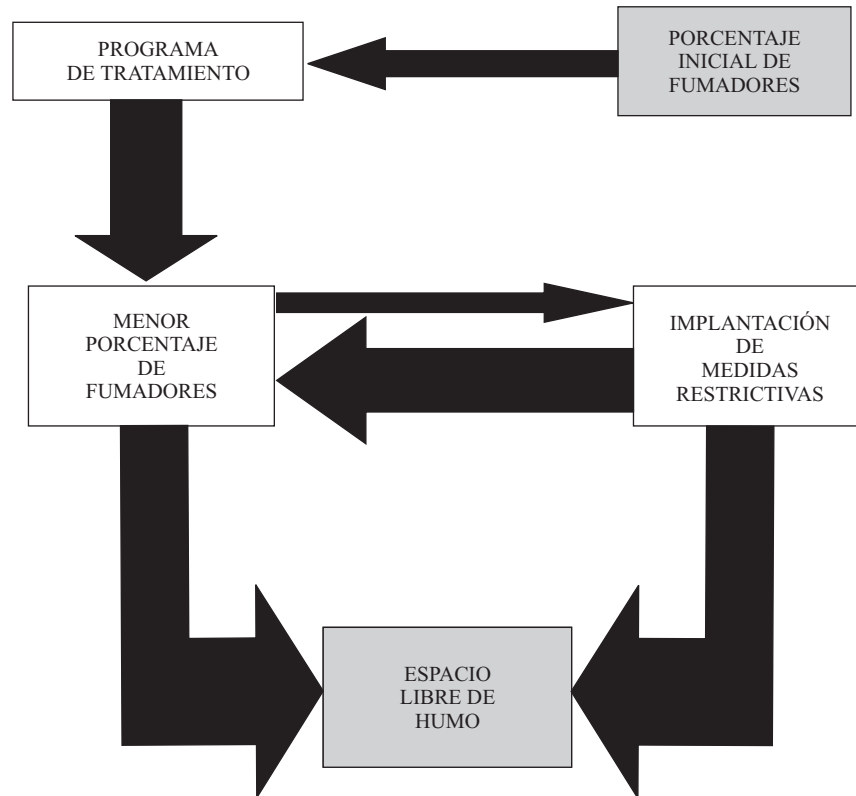 PROGRAMA
DE TRATAMIENTO
PORCENTAJE
INICIAL DE
FUMADORES
MENOR
PORCENTAJE
DE
FUMADORES
IMPLANTACIÓN
DE
MEDIDAS
RESTRICTIVAS
ESPACIO
LIBRE DE
HUMO